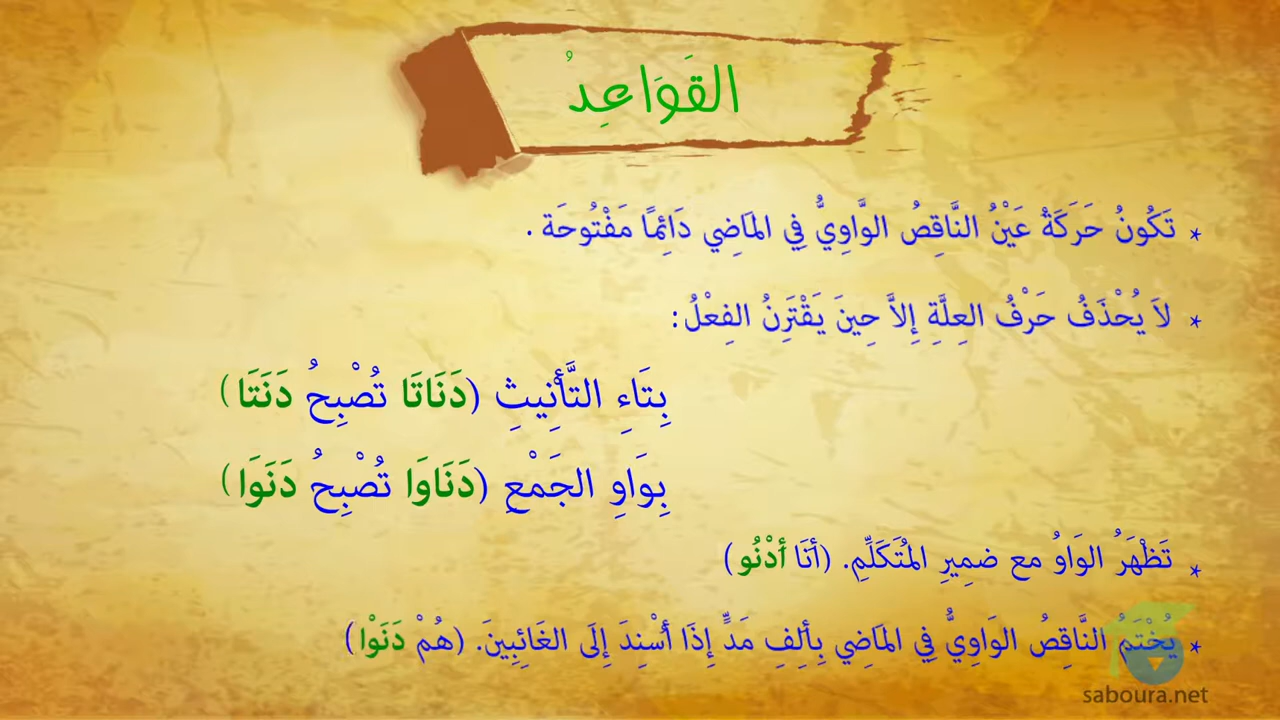 القَوَاعِدُ
* تَكُونُ حَرَكَةُ عَيْنُ النَّاقِصُ الوَّاوِيُّ فِي المَاضِي دَائِمًا مَفْتُوحَة .
* لاَ يُحْذَفُ حَرْفُ العِلَّةِ إِلاَّ حِينَ يَقْتَرِنُ الفِعْلُ:
بِتَاءِ التَّأْنِيثِ (دَنَاتَا تُصْبِحُ دَنَتَا)
بِوَاوِ الجَمْعِ (دَنَاوَا تُصْبِحُ دَنَوَا)
* تَظْهَرُ الوَاوُ مع ضمِيرِ المُتَكَلِّمِ. (أَنَا أَدْنُو)
* يُخْتَمُ النَّاقِصُ الوَاوِيُّ فِي المَاضِي بِأَلِفِ مَدٍّ إِذَا أُسْنِدَ إِلَى الغَائِبِينَ. (هُمْ دَنَوْا)
saboura.net